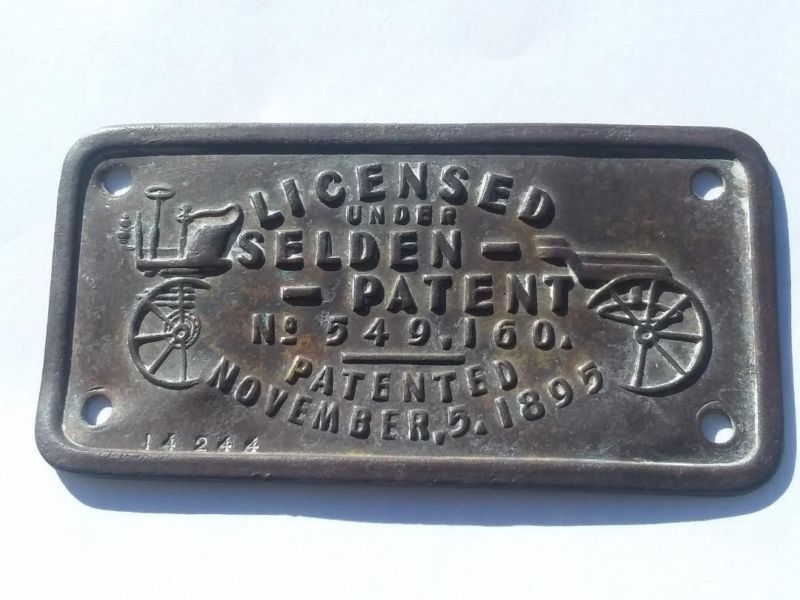 LICENSED
UNDER
SELDEN —
— PATENT
No 549,160.
PATENTED
NOVEMBER, 5. 1895
14244